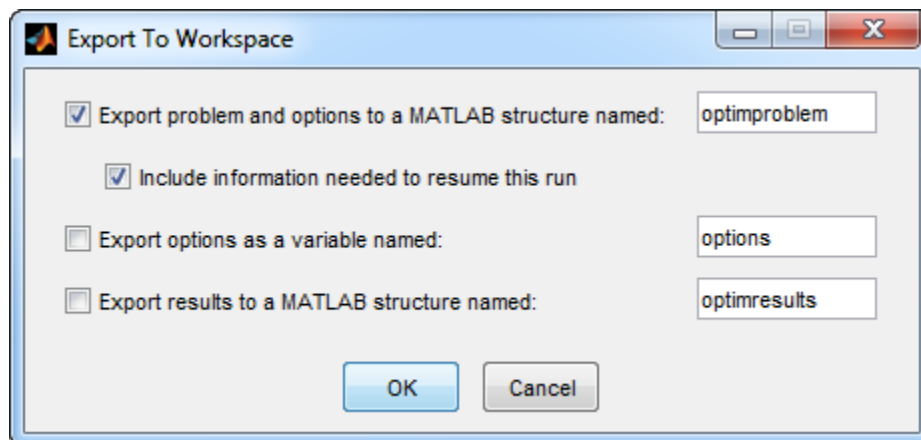 Export To Workspace
Export problem and options to a MATLAB structure named: optimproblem
Include information needed to resume this run
Export options as a variable named: options
Export results to a MATLAB structure named: optimresults
OK Cancel